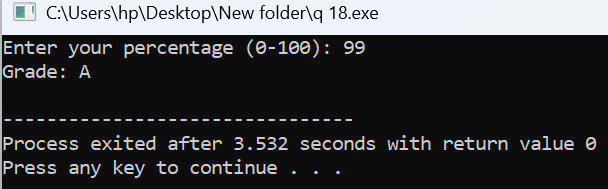 C:\Users\hp\Desktop\New folder\q 18.exe
Enter your percentage (0-100): 99
Grade: A
--------------------------------
Process exited after 3.532 seconds with return value 0
Press any key to continue . . .